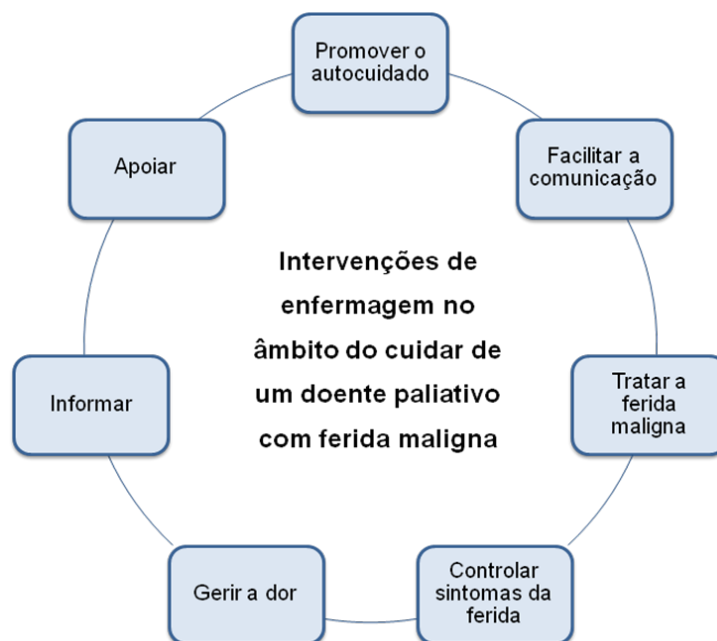 Promover o
autocuidado
Facilitar a
comunicação
Tratar a
ferida
maligna
Controlar
sintomas da
ferida
Gerir a dor
Informar
Apoiar
Intervenções de
enfermagem no
âmbito do cuidar de
um doente paliativo
com ferida maligna